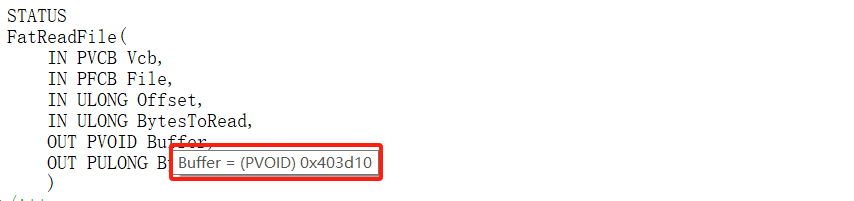 STATUS
FatReadFile(
IN PVCB Vcb,
IN PFCB File,
IN ULONG Offset,
IN ULONG BytesToRead,
OUT PVOID Buffer,
OUT PULONG B
Buffer = (PVOID) 0x403d10
)